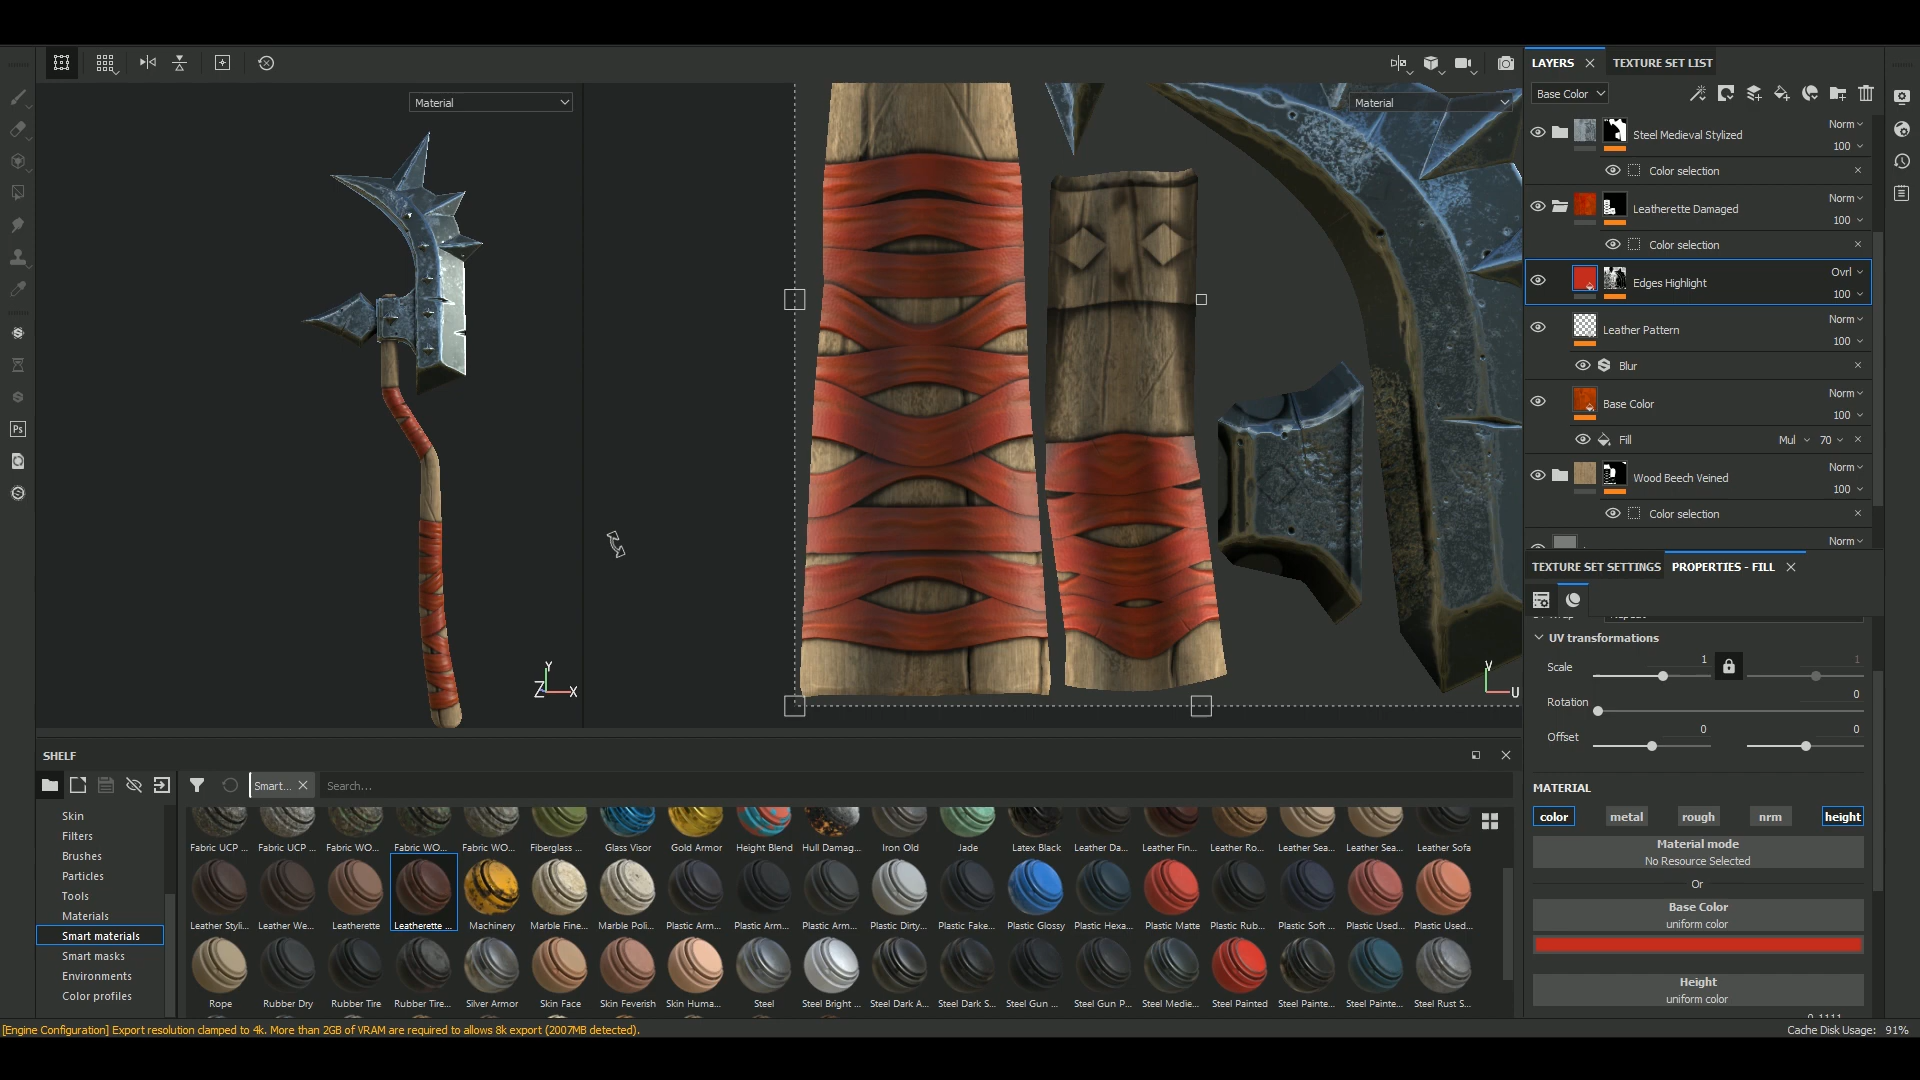 LAYERS
TEXTURE SET LIST
Material
Material
Base Color
Steel Medieval Stylized
Norm
100
Color selection
Leatherette Damaged
Norm
100
Color selection
Edges Highlight
Ovrl
100
Leather Pattern
Norm
100
Blur
Base Color
Norm
100
Fill
Mul
70
Wood Beech Veined
Norm
100
Color selection
Norm
Ps
TEXTURE SET SETTINGS
PROPERTIES - FILL
UV transformations
Scale
1
1
Rotation
0
Offset
0
0
MATERIAL
color
metal
rough
nrm
height
Material mode
No Resource Selected
Or
Base Color
uniform color
Height
uniform color
Y
Z
X
V
U
SHELF
Smart...
Search...
Skin
Filters
Brushes
Particles
Tools
Materials
Smart materials
Smart masks
Environments
Color profiles
Fabric UCP ...
Fabric UCP ...
Fabric WO...
Fabric WO...
Fabric WO...
Fiberglass ...
Glass Visor
Gold Armor
Height Blend
Hull Damag...
Iron Old
Jade
Latex Black
Leather Da...
Leather Fin...
Leather Ro...
Leather Sea...
Leather Sea...
Leather Sofa
Leather Styli...
Leather We...
Leatherette
Leatherette ...
Machinery
Marble Fine...
Marble Poli...
Plastic Arm...
Plastic Arm...
Plastic Arm...
Plastic Dirty...
Plastic Fake...
Plastic Glossy
Plastic Hexa...
Plastic Matte
Plastic Rub...
Plastic Soft ...
Plastic Used...
Plastic Used...
Rope
Rubber Dry
Rubber Tire
Rubber Tire...
Silver Armor
Skin Face
Skin Feverish
Skin Huma...
Steel
Steel Bright ...
Steel Dark A...
Steel Dark S...
Steel Gun ...
Steel Gun P...
Steel Medie...
Steel Painted
Steel Painte...
Steel Painte...
Steel Rust S...
[Engine Configuration] Export resolution clamped to 4k. More than 2GB of VRAM are required to allows 8k export (2007MB detected).
Cache Disk Usage: 91%